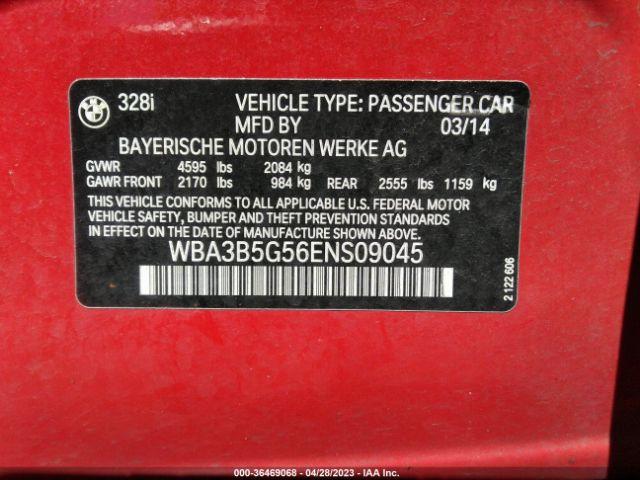 BMW
328i VEHICLE TYPE: PASSENGER CAR
MFD BY 03/14
BAYERISCHE MOTOREN WERKE AG
GVWR 4595 lbs 2084 kg
GAWR FRONT 2170 lbs 984 kg REAR 2555 lbs 1159 kg
THIS VEHICLE CONFORMS TO ALL APPLICABLE U.S. FEDERAL MOTOR
VEHICLE SAFETY, BUMPER AND THEFT PREVENTION STANDARDS
IN EFFECT ON THE DATE OF MANUFACTURE SHOWN ABOVE.
WBA3B5G56ENS09045
2 122 606
000-36469068 - 04/28/2023 - IAA Inc.